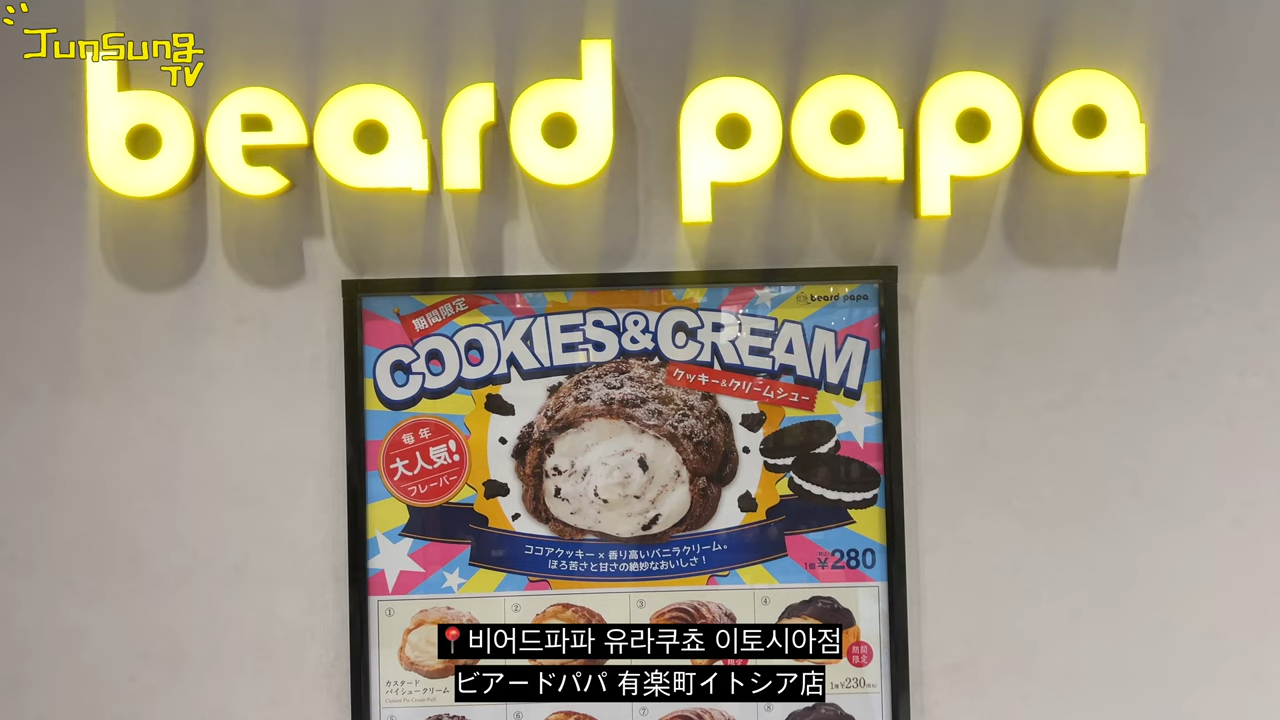 JunSung
TV
beard papa
期間限定
beard papa
COOKIES&CREAM
クッキー&クリームシュー
毎年
大人気!
フレーバー
ココアクッキー×香り高いバニラクリーム。
ほろ苦さと甘さの絶妙なおいしさ!
1個 ¥280
① ② ③ ④
📍비어드파파 유라쿠쵸 이토시아점
期間
限定
カスタード
パイシュークリーム
1個¥230
ビアードパパ 有楽町イトシア店
⑤ ⑥ ⑦ ⑧